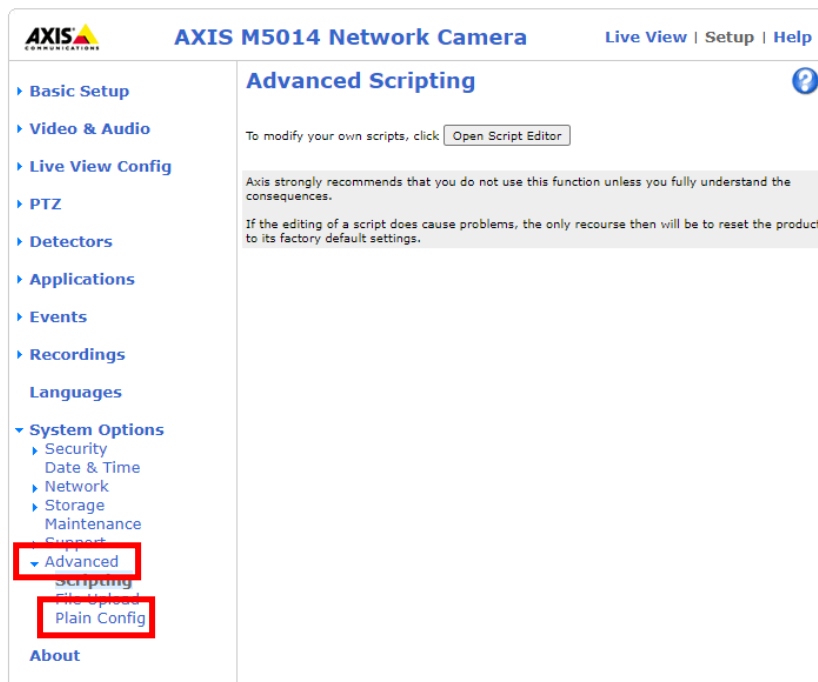 AXIS
COMMUNICATIONS
AXIS M5014 Network Camera
Live View | Setup | Help
Basic Setup
Video & Audio
Live View Config
PTZ
Detectors
Applications
Events
Recordings
Languages
System Options
Security
Date & Time
Network
Storage
Maintenance
Support
Advanced
Scripting
File Upload
Plain Config
About
Advanced Scripting
?
To modify your own scripts, click Open Script Editor
Axis strongly recommends that you do not use this function unless you fully understand the
consequences.
If the editing of a script does cause problems, the only recourse then will be to reset the product
to its factory default settings.